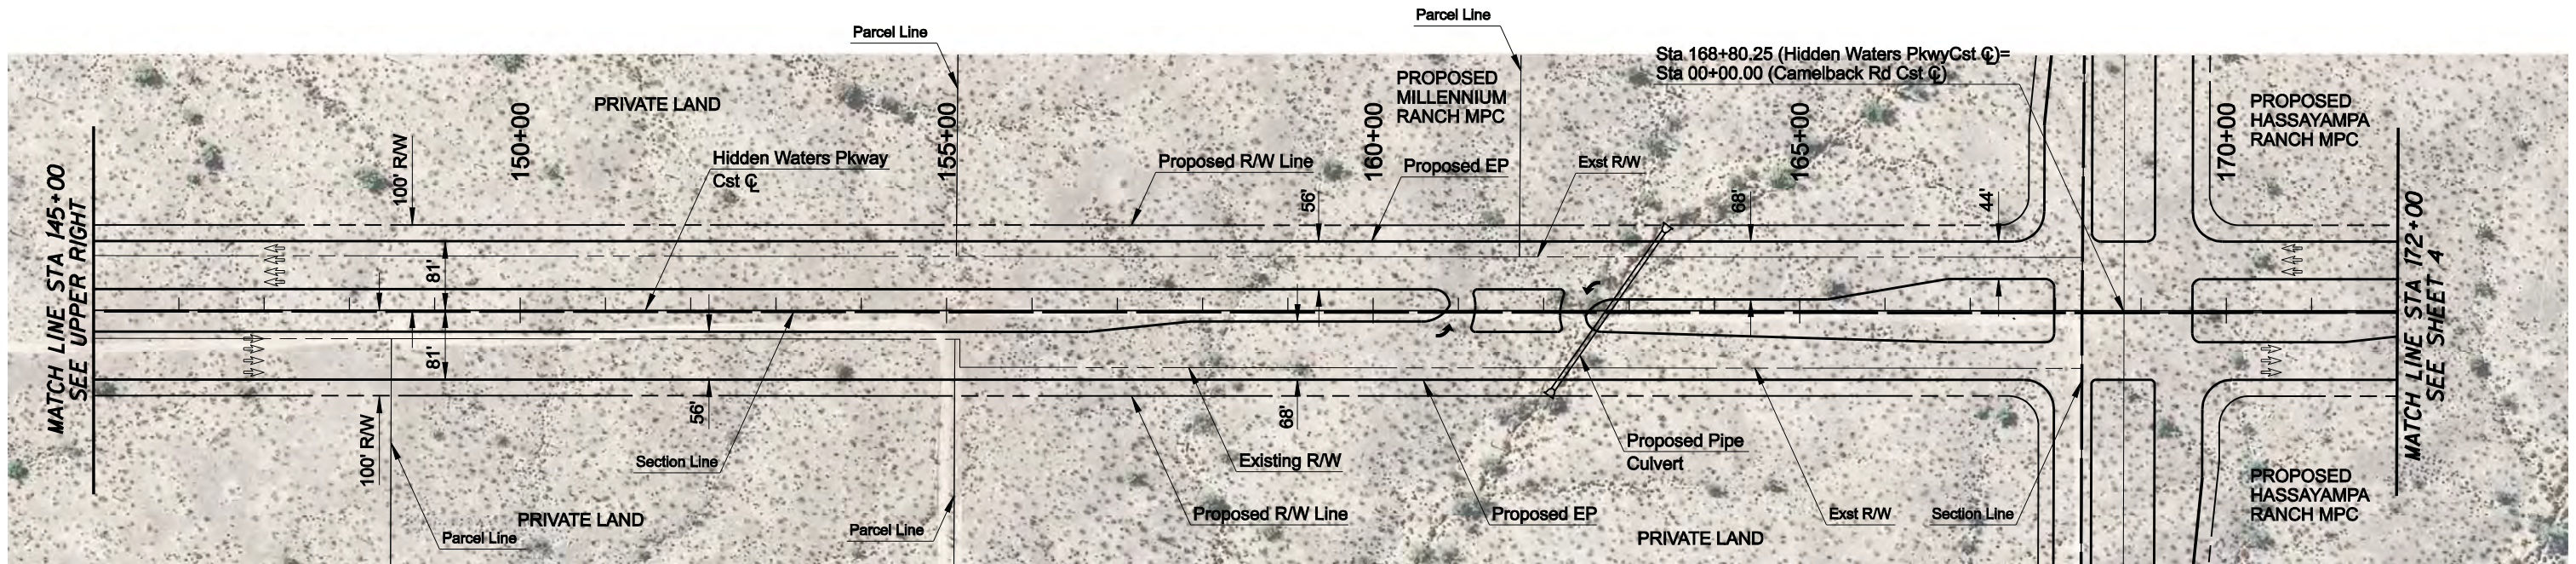 Parcel Line
Parcel Line
Sta 168+80.25 (Hidden Waters PkwyCst ℄)=
Sta 00+00.00 (Camelback Rd Cst ℄)
PRIVATE LAND
PROPOSED
MILLENNIUM
RANCH MPC
PROPOSED
HASSAYAMPA
RANCH MPC
150+00
155+00
160+00
165+00
170+00
100' R/W
Hidden Waters Pkway
Cst ℄
Proposed R/W Line
Proposed EP
Exst R/W
56'
68'
44'
MATCH LINE STA 145+00
SEE UPPER RIGHT
MATCH LINE STA 172+00
SEE SHEET 4
81'
81'
100' R/W
56'
68'
Section Line
Existing R/W
Proposed Pipe
Culvert
PRIVATE LAND
Parcel Line
Parcel Line
Proposed R/W Line
Proposed EP
PRIVATE LAND
Exst R/W
Section Line
PROPOSED
HASSAYAMPA
RANCH MPC